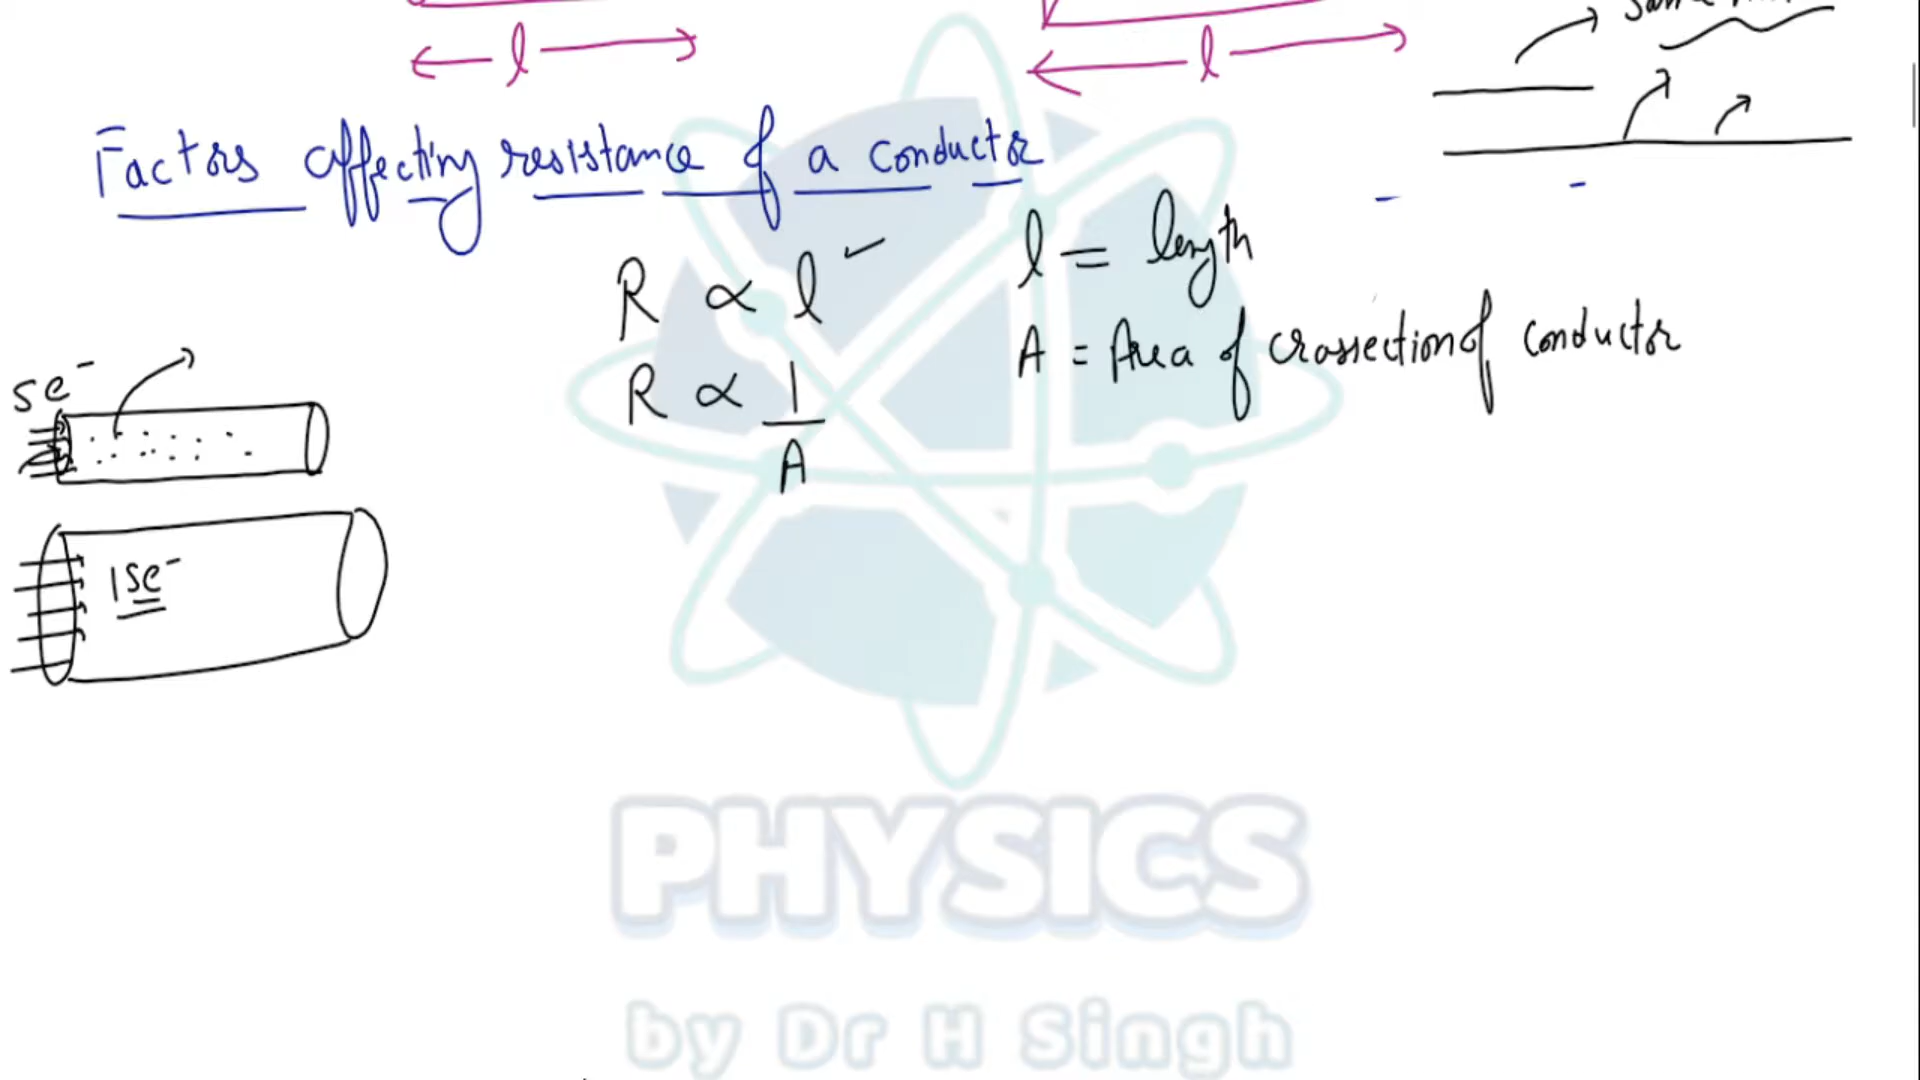 l
l
Factors affecting resistance of a conductor
R ∝ l
l = length
A = Area of crossection of conductor
R ∝ 1/A
5e⁻
15e⁻
PHYSICS
by Dr H Singh